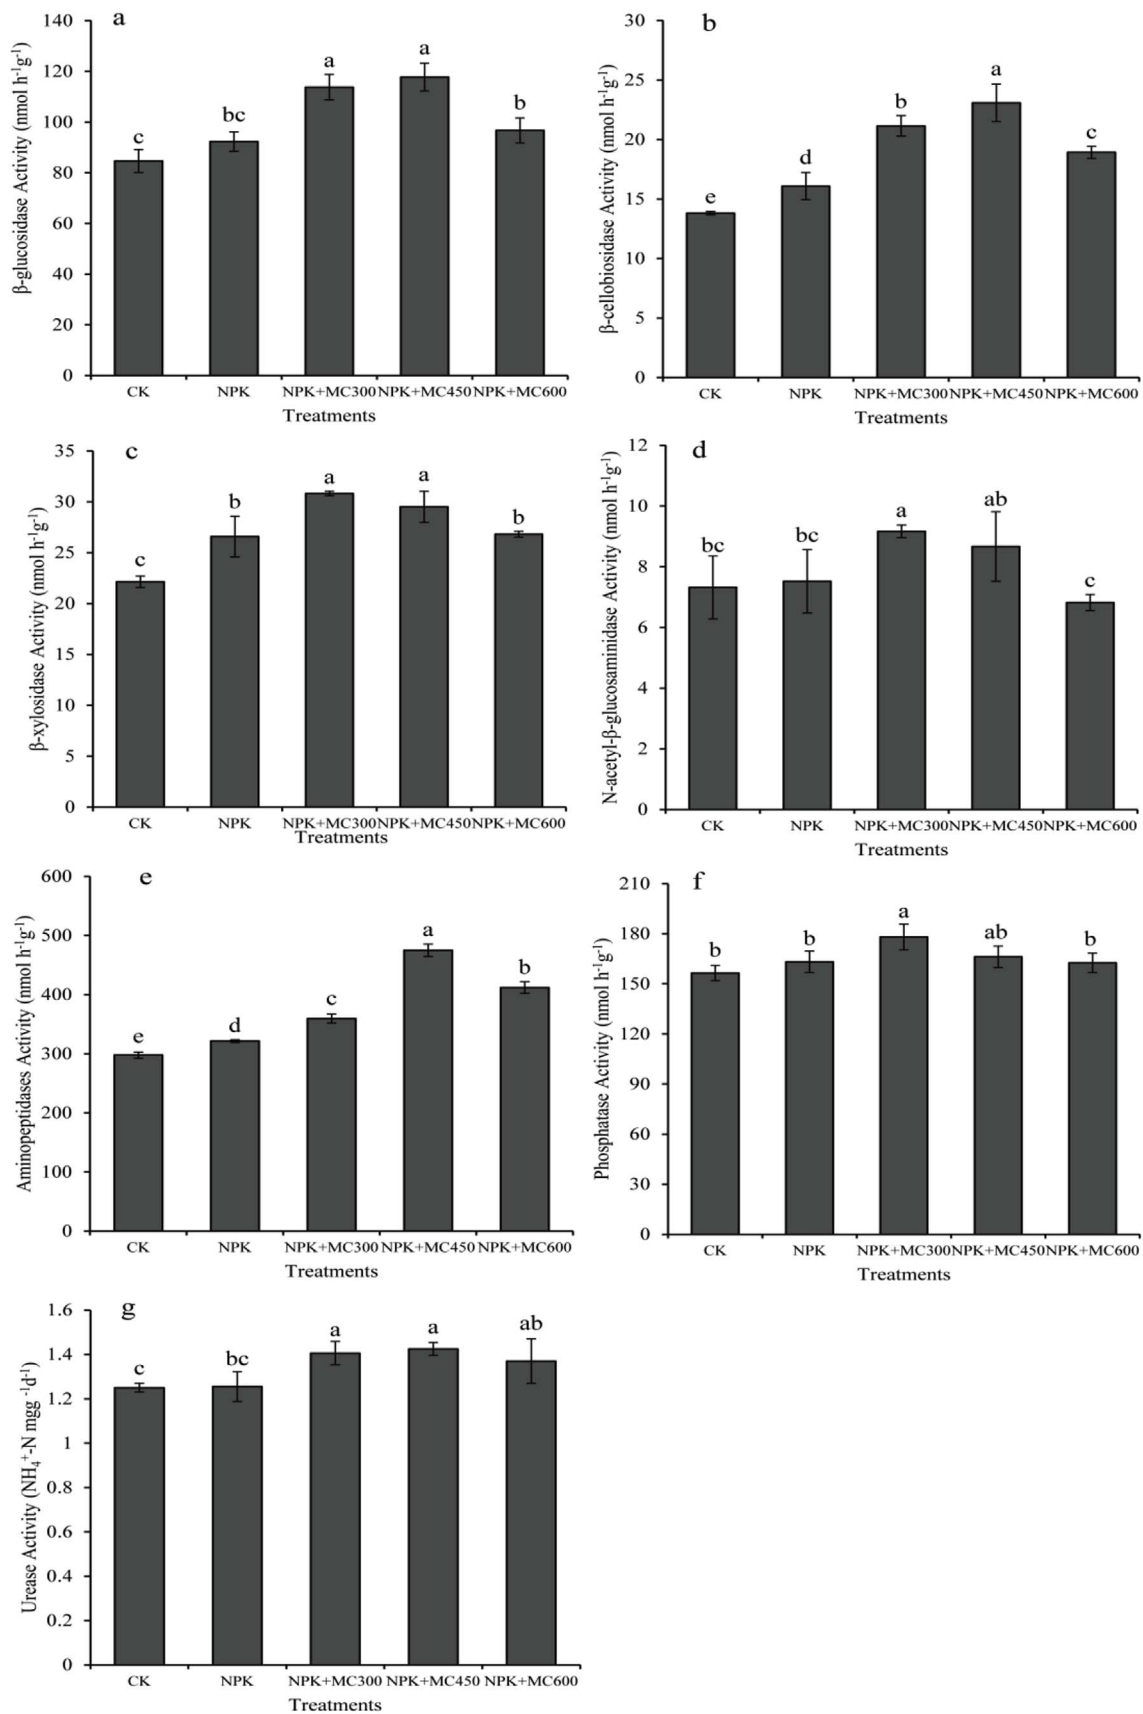 a
β-glucosidase Activity (nmol h⁻¹g⁻¹)
140
120
100
80
60
40
20
0
c
bc
a
a
b
CK NPK NPK+MC300 NPK+MC450 NPK+MC600
Treatments
b
β-cellobiosidase Activity (nmol h⁻¹g⁻¹)
30
25
20
15
10
5
0
e
d
b
a
c
CK NPK NPK+MC300 NPK+MC450 NPK+MC600
Treatments
c
β-xylosidase Activity (nmol h⁻¹g⁻¹)
35
30
25
20
15
10
5
0
c
b
a
a
b
CK NPK NPK+MC300 NPK+MC450 NPK+MC600
Treatments
d
N-acetyl-β-glucosaminidase Activity (nmol h⁻¹g⁻¹)
12
10
8
6
4
2
0
bc
bc
a
ab
c
CK NPK NPK+MC300 NPK+MC450 NPK+MC600
Treatments
e
Aminopeptidases Activity (nmol h⁻¹g⁻¹)
600
500
400
300
200
100
0
e
d
c
a
b
CK NPK NPK+MC300 NPK+MC450 NPK+MC600
Treatments
f
Phosphatase Activity (nmol h⁻¹g⁻¹)
210
180
150
120
90
60
30
0
b
b
a
ab
b
CK NPK NPK+MC300 NPK+MC450 NPK+MC600
Treatments
g
Urease Activity (NH₄⁺-N mgg ⁻¹d⁻¹)
1.6
1.4
1.2
1
0.8
0.6
0.4
0.2
0
c
bc
a
a
ab
CK NPK NPK+MC300 NPK+MC450 NPK+MC600
Treatments